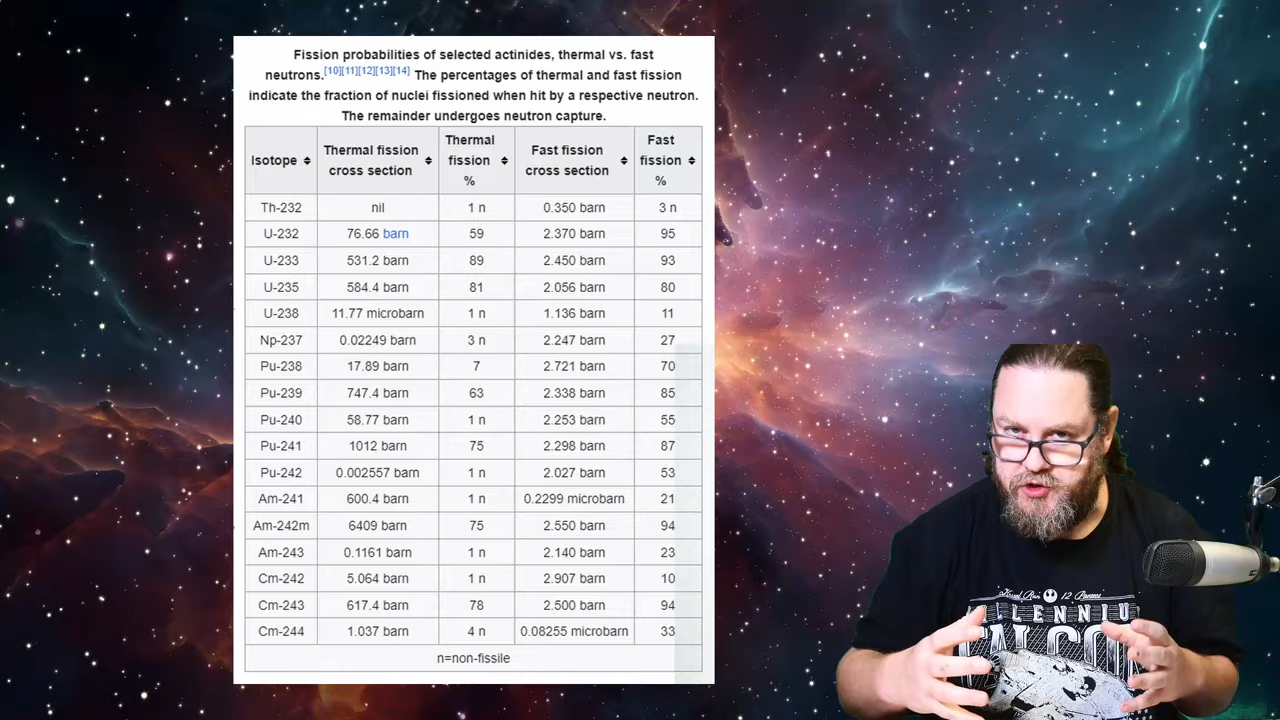 Fission probabilities of selected actinides, thermal vs. fast
neutrons.[10][11][12][13][14] The percentages of thermal and fast fission
indicate the fraction of nuclei fissioned when hit by a respective neutron.
The remainder undergoes neutron capture.
Isotope Thermal fission cross section Thermal fission % Fast fission cross section Fast fission %
Th-232 nil 1 n 0.350 barn 3 n
U-232 76.66 barn 59 2.370 barn 95
U-233 531.2 barn 89 2.450 barn 93
U-235 584.4 barn 81 2.056 barn 80
U-238 11.77 microbarn 1 n 1.136 barn 11
Np-237 0.02249 barn 3 n 2.247 barn 27
Pu-238 17.89 barn 7 2.721 barn 70
Pu-239 747.4 barn 63 2.338 barn 85
Pu-240 58.77 barn 1 n 2.253 barn 55
Pu-241 1012 barn 75 2.298 barn 87
Pu-242 0.002557 barn 1 n 2.027 barn 53
Am-241 600.4 barn 1 n 0.2299 microbarn 21
Am-242m 6409 barn 75 2.550 barn 94
Am-243 0.1161 barn 1 n 2.140 barn 23
Cm-242 5.064 barn 1 n 2.907 barn 10
Cm-243 617.4 barn 78 2.500 barn 94
Cm-244 1.037 barn 4 n 0.08255 microbarn 33
n=non-fissile
12 Parsecs